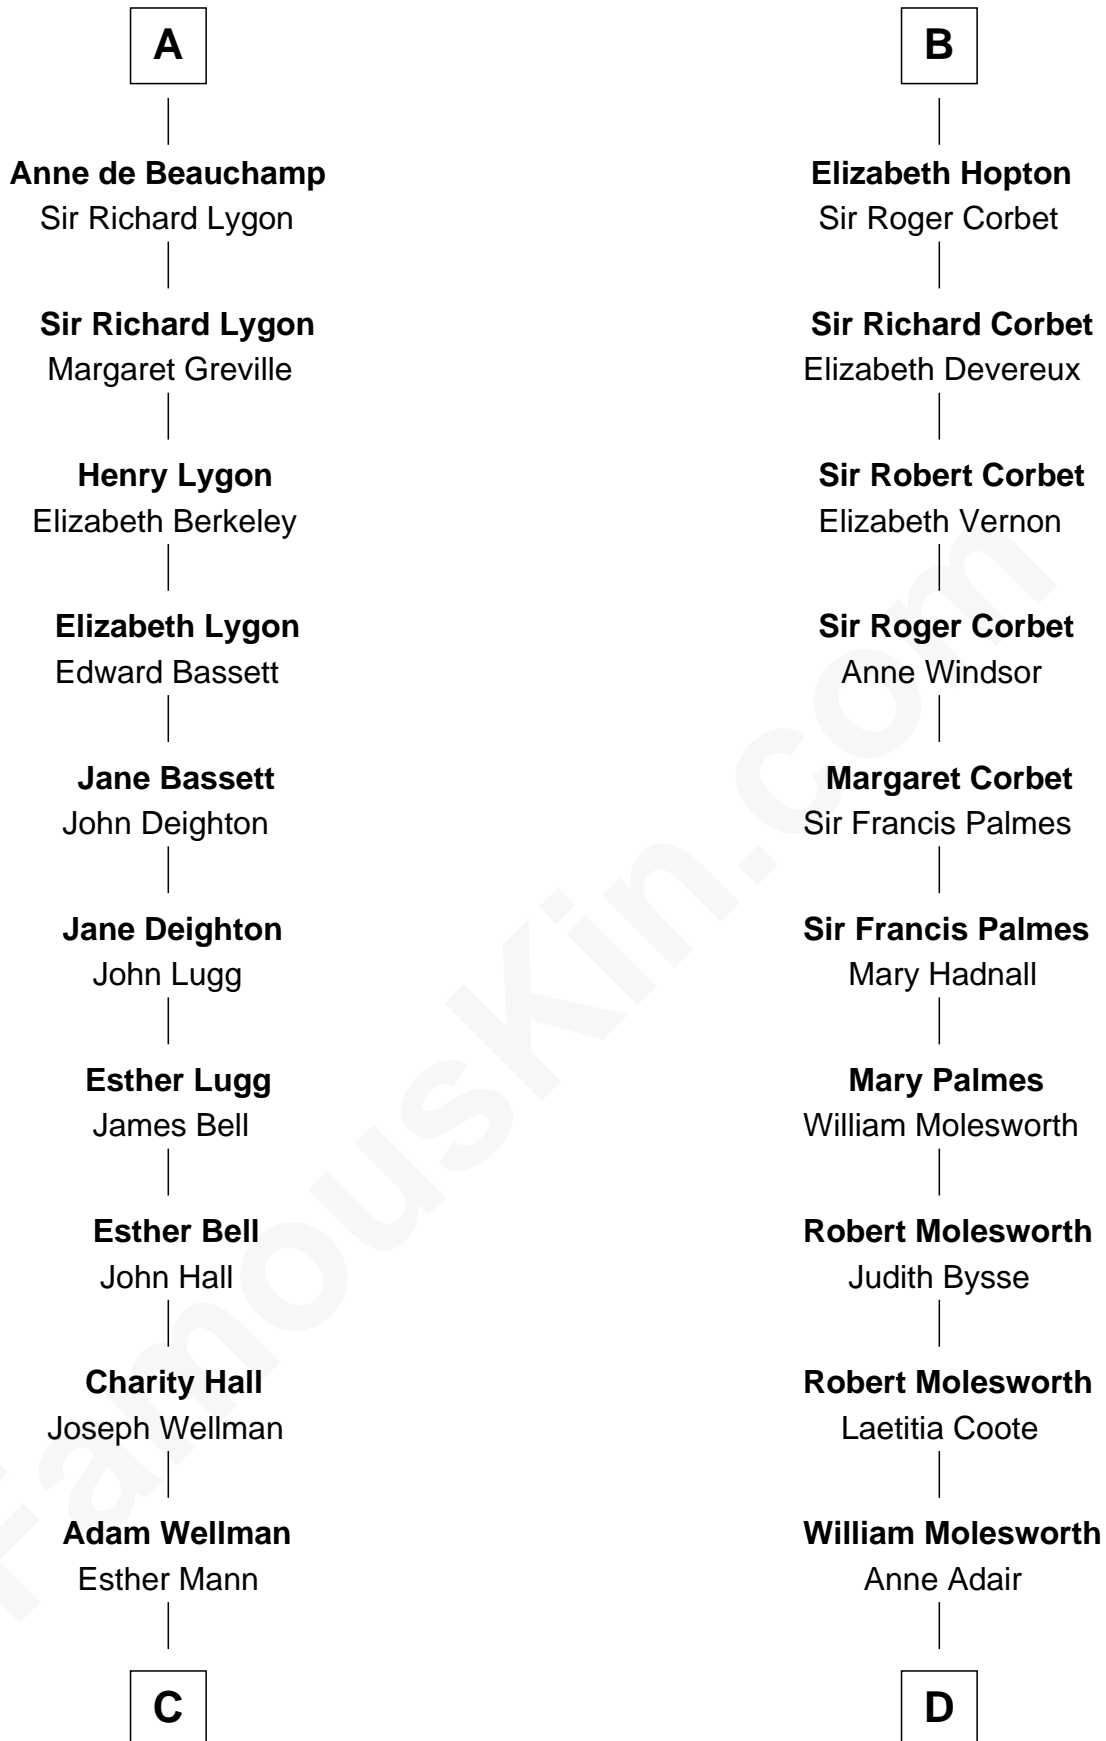 A
Anne de Beauchamp
Sir Richard Lygon
Sir Richard Lygon
Margaret Greville
Henry Lygon
Elizabeth Berkeley
Elizabeth Lygon
Edward Bassett
Jane Bassett
John Deighton
Jane Deighton
John Lugg
Esther Lugg
James Bell
Esther Bell
John Hall
Charity Hall
Joseph Wellman
Adam Wellman
Esther Mann
C
B
Elizabeth Hopton
Sir Roger Corbet
Sir Richard Corbet
Elizabeth Devereux
Sir Robert Corbet
Elizabeth Vernon
Sir Roger Corbet
Anne Windsor
Margaret Corbet
Sir Francis Palmes
Sir Francis Palmes
Mary Hadnall
Mary Palmes
William Molesworth
Robert Molesworth
Judith Bysse
Robert Molesworth
Laetitia Coote
William Molesworth
Anne Adair
D
FamousKin.com